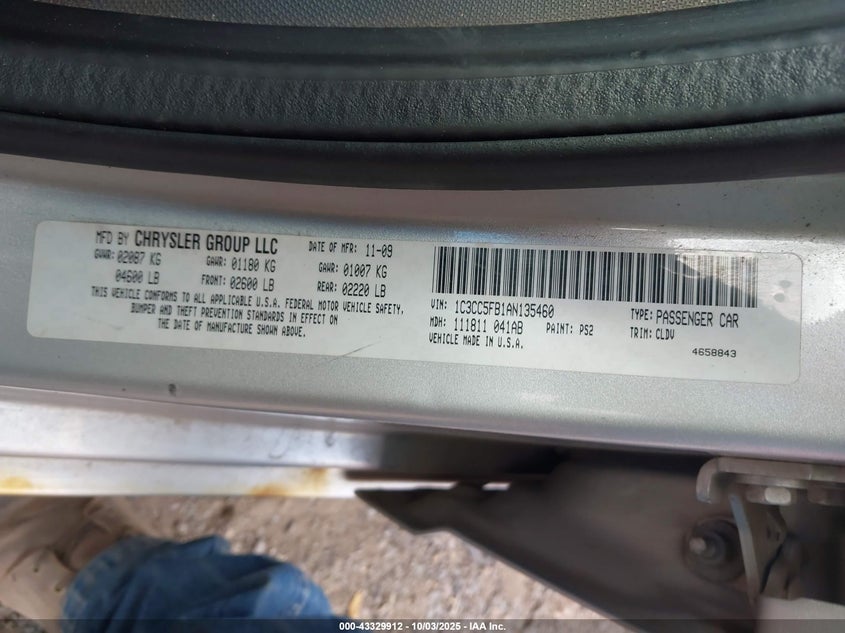 MFD BY CHRYSLER GROUP LLC DATE OF MFR: 11-09
GVWR: 02087 KG GAWR: 01180 KG GAWR: 01007 KG
04600 LB FRONT: 02600 LB REAR: 02220 LB
THIS VEHICLE CONFORMS TO ALL APPLICABLE U.S.A. FEDERAL MOTOR VEHICLE SAFETY,
BUMPER AND THEFT PREVENTION STANDARDS IN EFFECT ON
THE DATE OF MANUFACTURE SHOWN ABOVE.
VIN: 1C3CC5FB1AN135460 TYPE: PASSENGER CAR
MDH: 111811 041AB PAINT: PS2 TRIM: CLDV
VEHICLE MADE IN U.S.A. 4658843
000-43329912 - 10/03/2025 - IAA Inc.